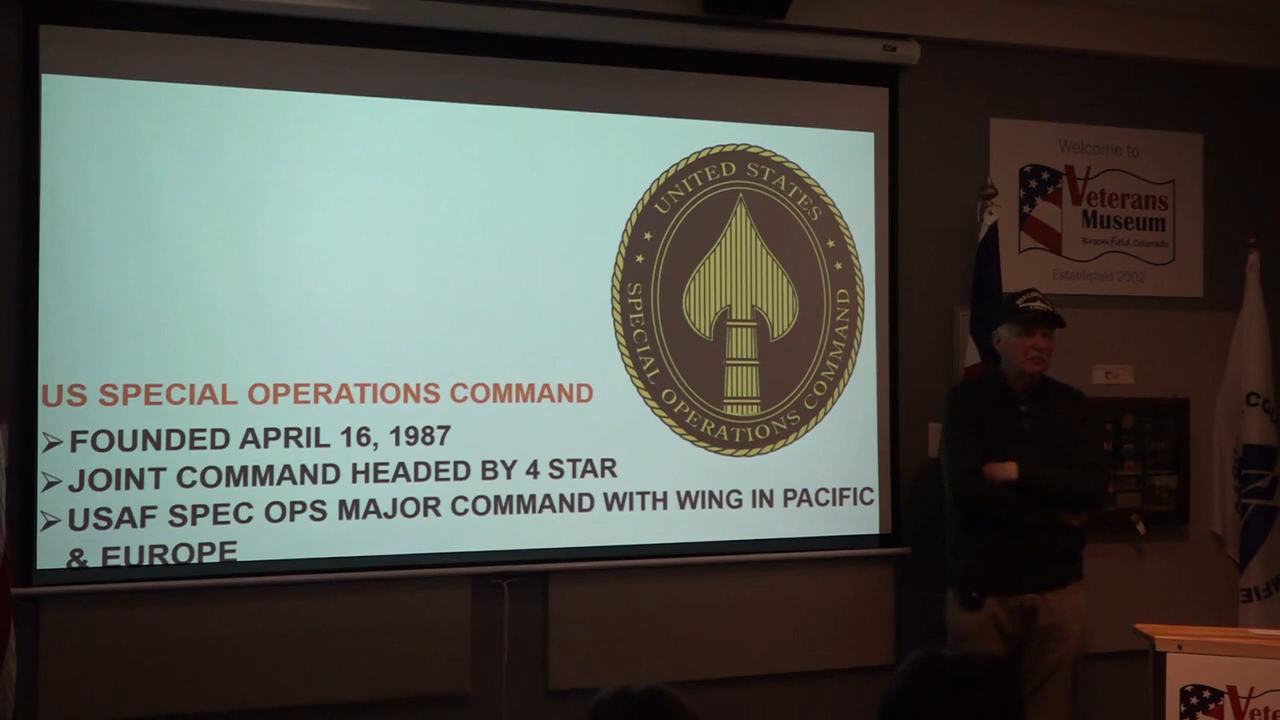 UNITED STATES
SPECIAL OPERATIONS COMMAND
US SPECIAL OPERATIONS COMMAND
➢FOUNDED APRIL 16, 1987
➢JOINT COMMAND HEADED BY 4 STAR
➢USAF SPEC OPS MAJOR COMMAND WITH WING IN PACIFIC
& EUROPE
Welcome to
Veterans
Museum
Broomfield, Colorado
Established 2002